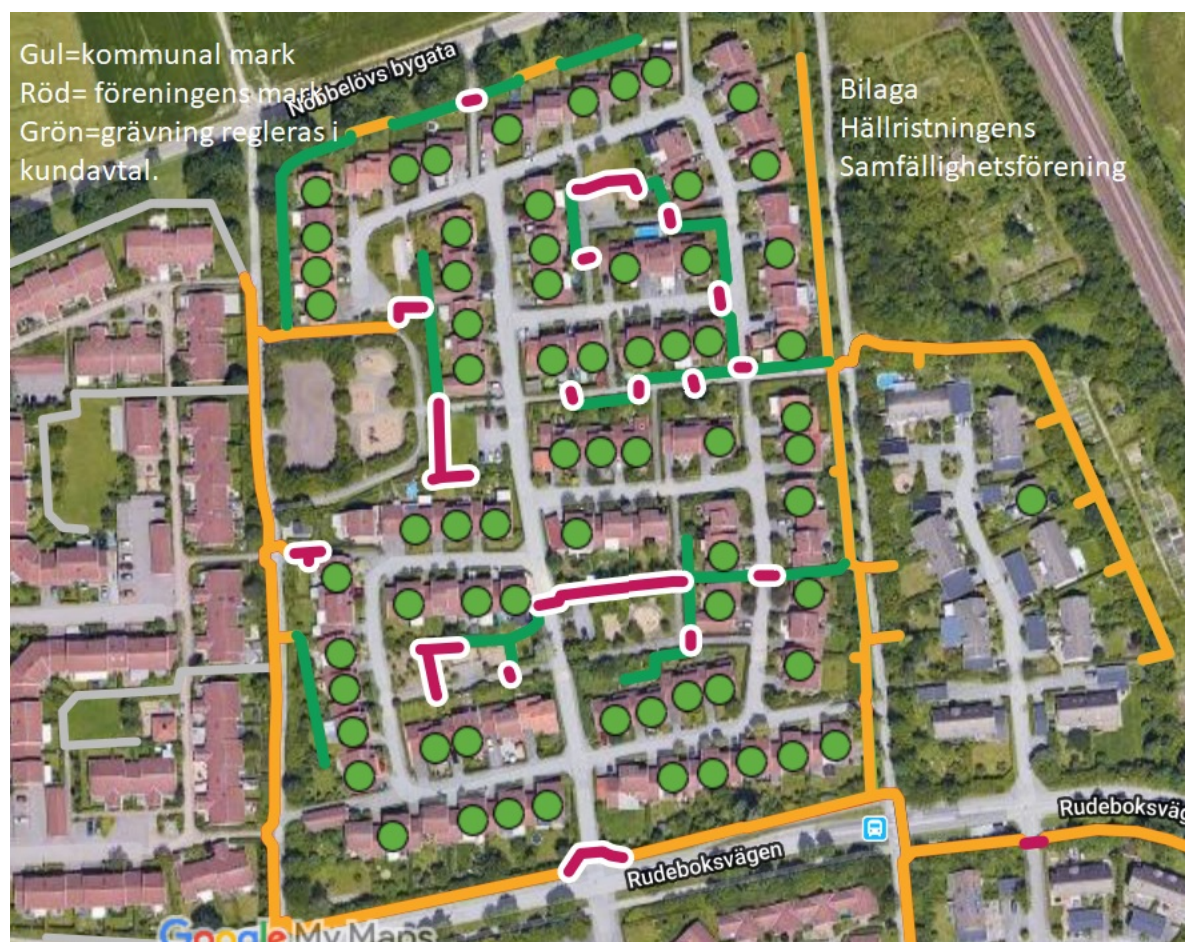 Gul=kommunal mark
Röd= föreningens mark
Nöbbelövs bygata
Grön=grävning regleras i
kundavtal.
Bilaga
Hällristningens
Samfällighetsförening
Rudeboksväg
Rudeboksvägen
Google My Maps